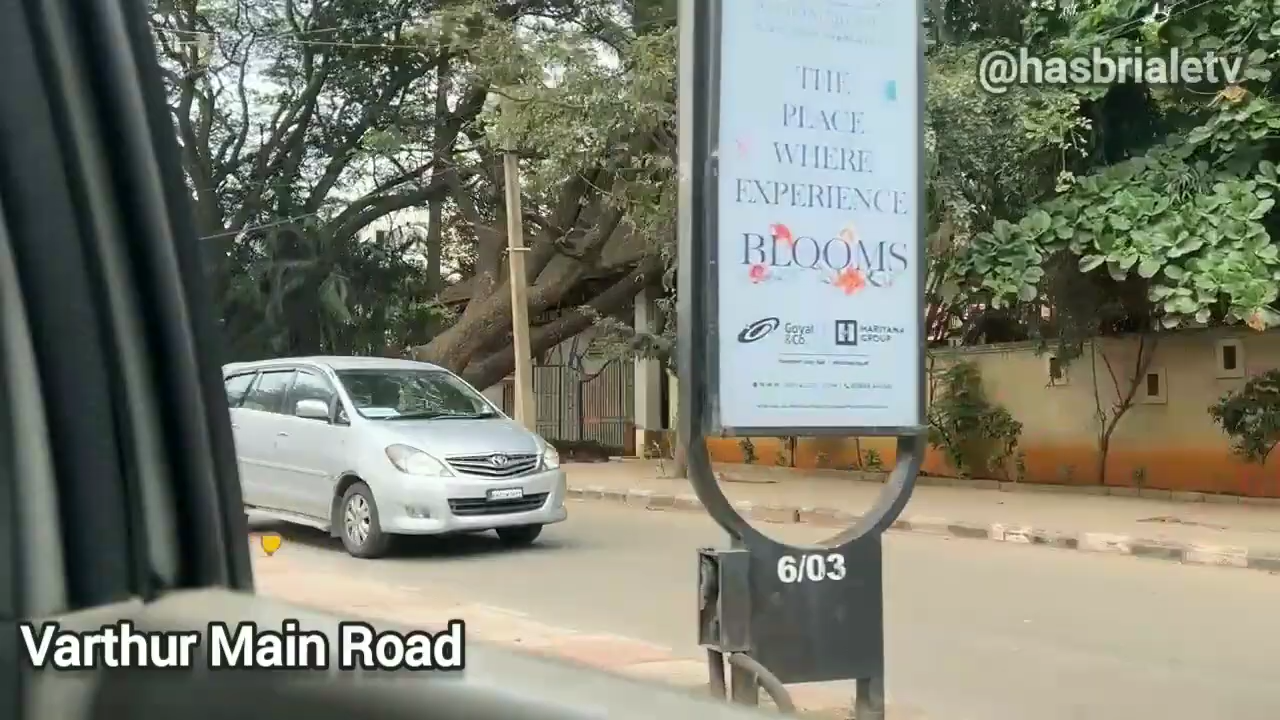 @hasbrialetv
THE
PLACE
WHERE
EXPERIENCE
BLOOMS
Goyal
&Co.
HARIYANA
GROUP
6/03
Varthur Main Road